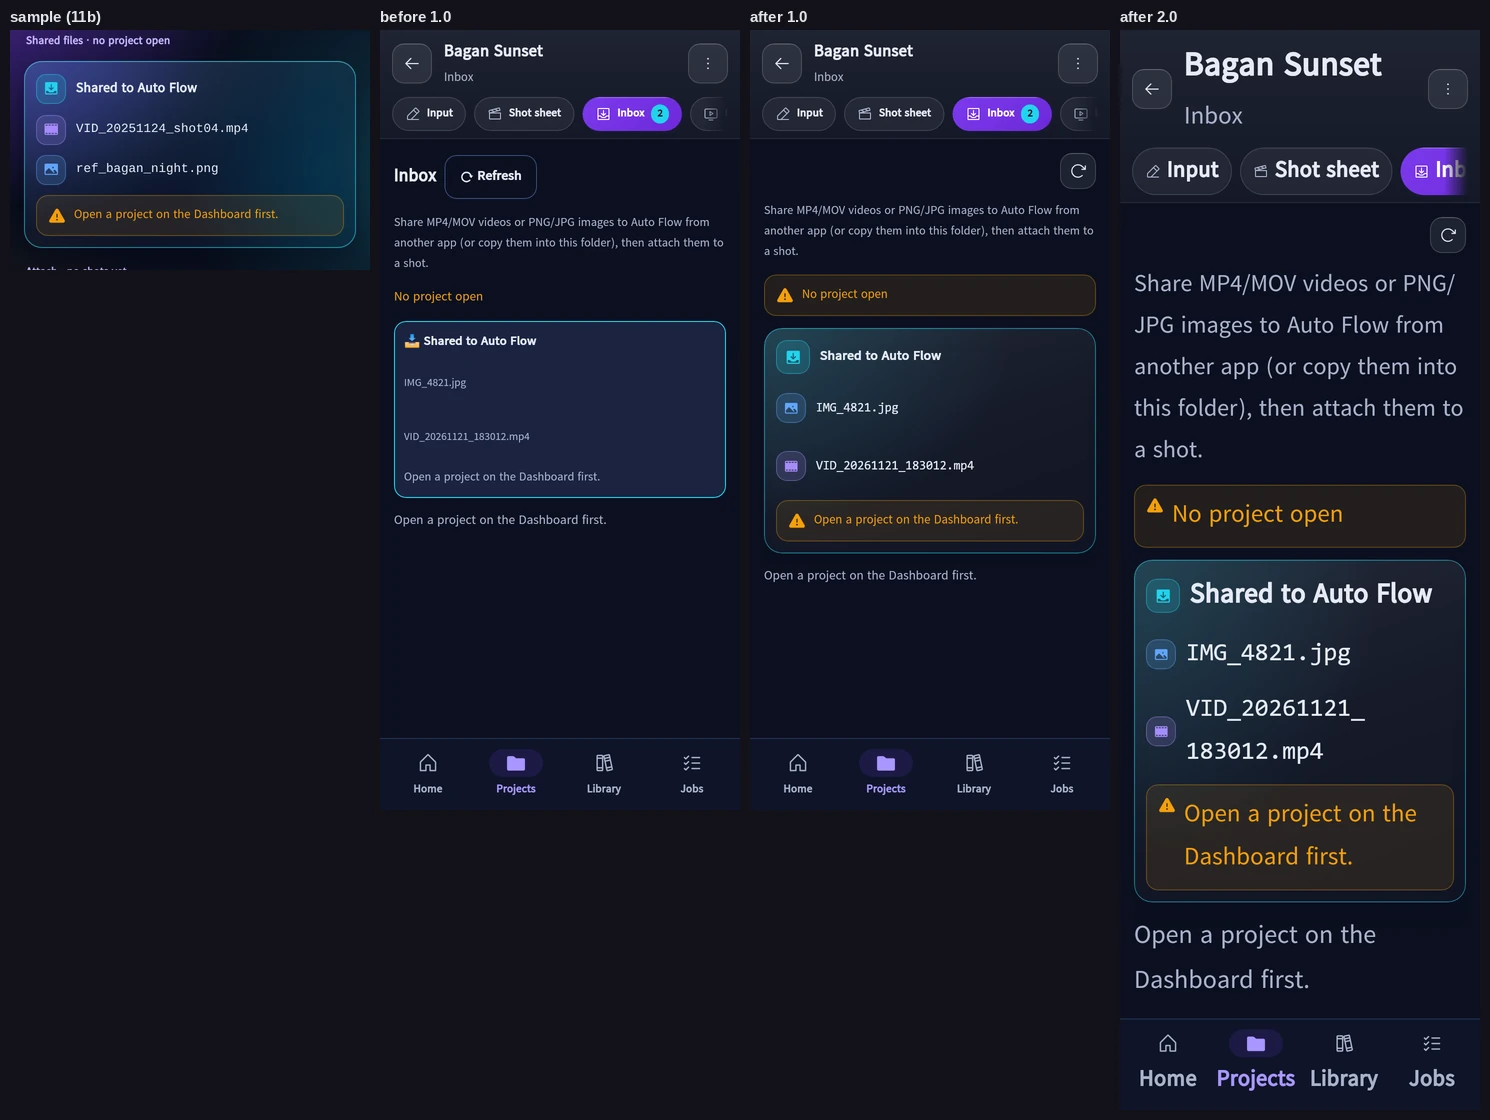 sample (11b)
Shared files · no project open
Shared to Auto Flow
VID_20251124_shot04.mp4
ref_bagan_night.png
Open a project on the Dashboard first.
before 1.0
Bagan Sunset
Inbox
Input
Shot sheet
Inbox 2
Inbox
Refresh
Share MP4/MOV videos or PNG/JPG images to Auto Flow from
another app (or copy them into this folder), then attach them to
a shot.
No project open
Shared to Auto Flow
IMG_4821.jpg
VID_20261121_183012.mp4
Open a project on the Dashboard first.
Open a project on the Dashboard first.
Home
Projects
Library
Jobs
after 1.0
Bagan Sunset
Inbox
Input
Shot sheet
Inbox 2
Share MP4/MOV videos or PNG/JPG images to Auto Flow from
another app (or copy them into this folder), then attach them to
a shot.
No project open
Shared to Auto Flow
IMG_4821.jpg
VID_20261121_183012.mp4
Open a project on the Dashboard first.
Open a project on the Dashboard first.
Home
Projects
Library
Jobs
after 2.0
Bagan Sunset
Inbox
Input
Shot sheet
Inb
Share MP4/MOV videos or PNG/
JPG images to Auto Flow from
another app (or copy them into
this folder), then attach them to
a shot.
No project open
Shared to Auto Flow
IMG_4821.jpg
VID_20261121_
183012.mp4
Open a project on the
Dashboard first.
Open a project on the
Dashboard first.
Home
Projects
Library
Jobs